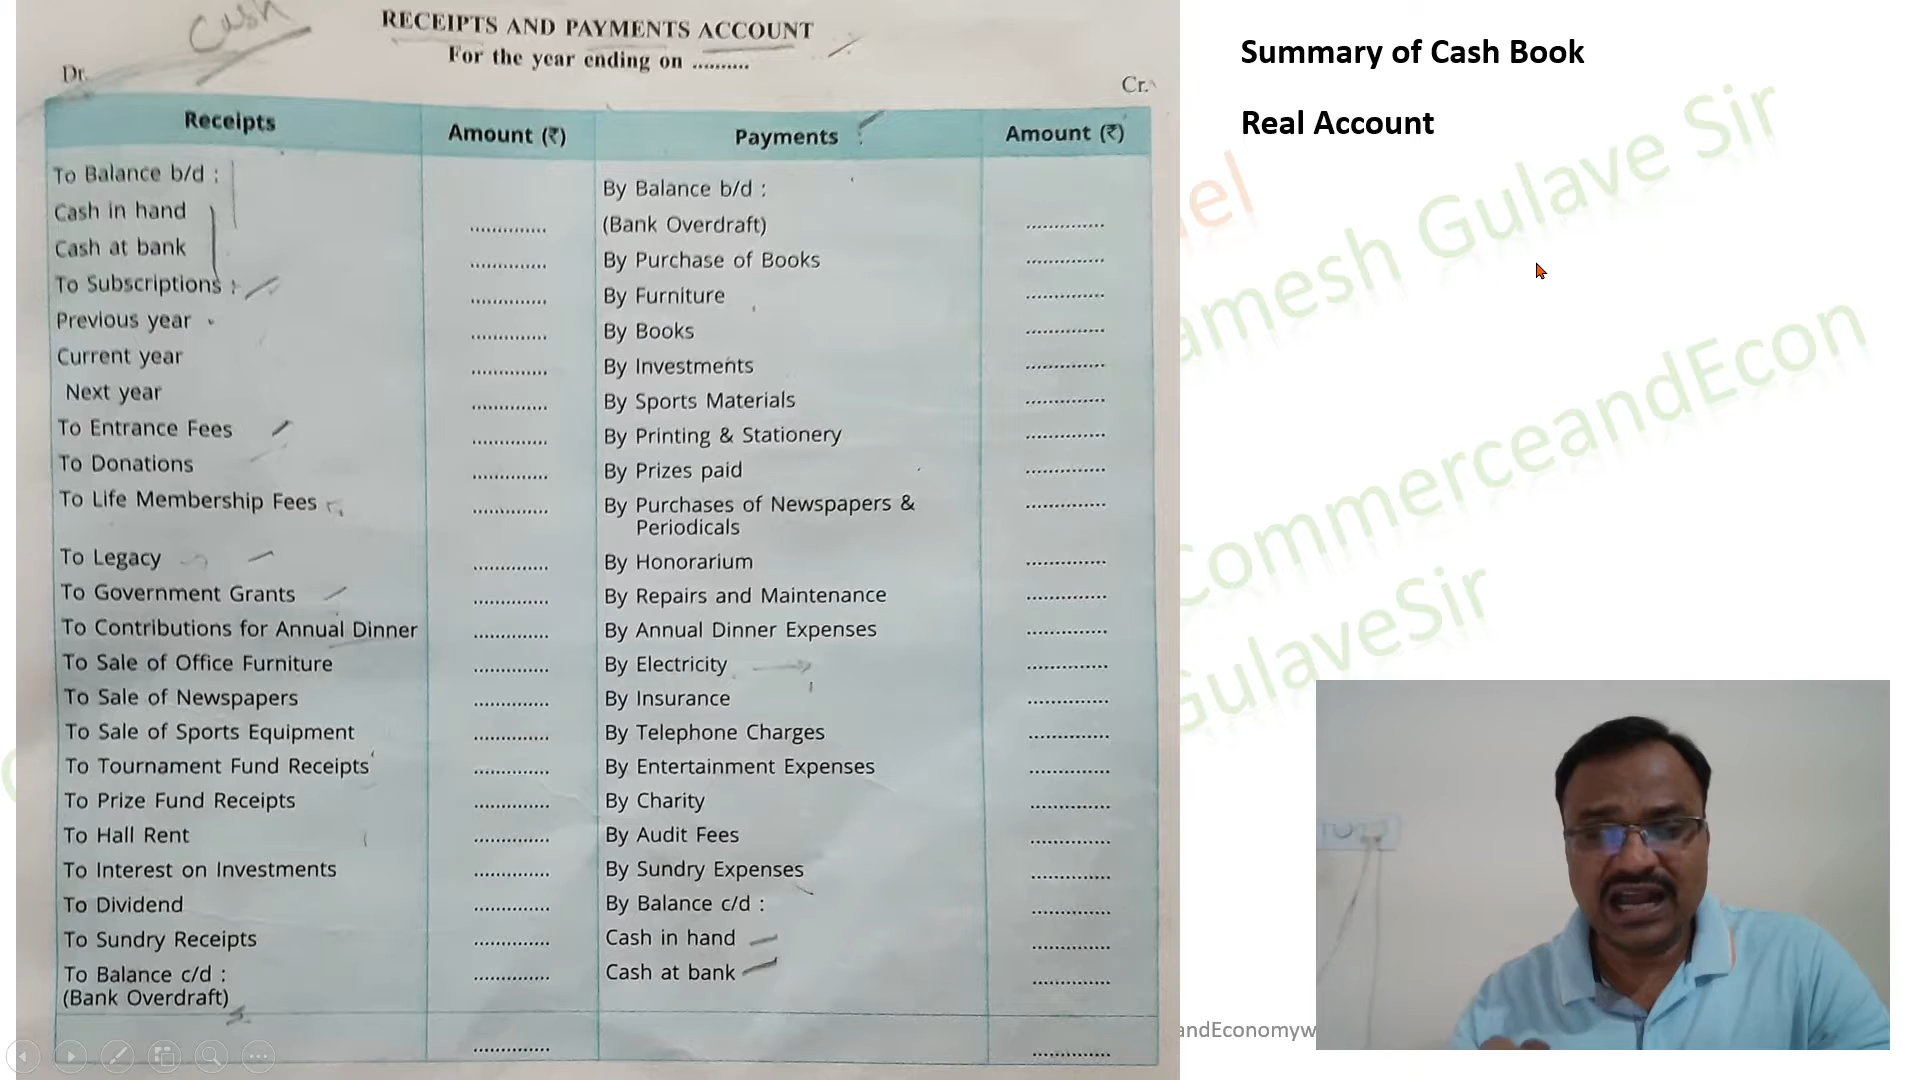 Cash
RECEIPTS AND PAYMENTS ACCOUNT
For the year ending on ..........
Dr.
Cr.
Receipts
Amount (₹)
Payments
Amount (₹)
To Balance b/d :
Cash in hand
Cash at bank
To Subscriptions :
Previous year
Current year
Next year
To Entrance Fees
To Donations
To Life Membership Fees
To Legacy
To Government Grants
To Contributions for Annual Dinner
To Sale of Office Furniture
To Sale of Newspapers
To Sale of Sports Equipment
To Tournament Fund Receipts
To Prize Fund Receipts
To Hall Rent
To Interest on Investments
To Dividend
To Sundry Receipts
To Balance c/d :
(Bank Overdraft)
By Balance b/d :
(Bank Overdraft)
By Purchase of Books
By Furniture
By Books
By Investments
By Sports Materials
By Printing & Stationery
By Prizes paid
By Purchases of Newspapers &
Periodicals
By Honorarium
By Repairs and Maintenance
By Annual Dinner Expenses
By Electricity
By Insurance
By Telephone Charges
By Entertainment Expenses
By Charity
By Audit Fees
By Sundry Expenses
By Balance c/d :
Cash in hand
Cash at bank
Summary of Cash Book
Real Account
nel
amesh Gulave Sir
CommerceandEcon
GulaveSir
andEconomyw